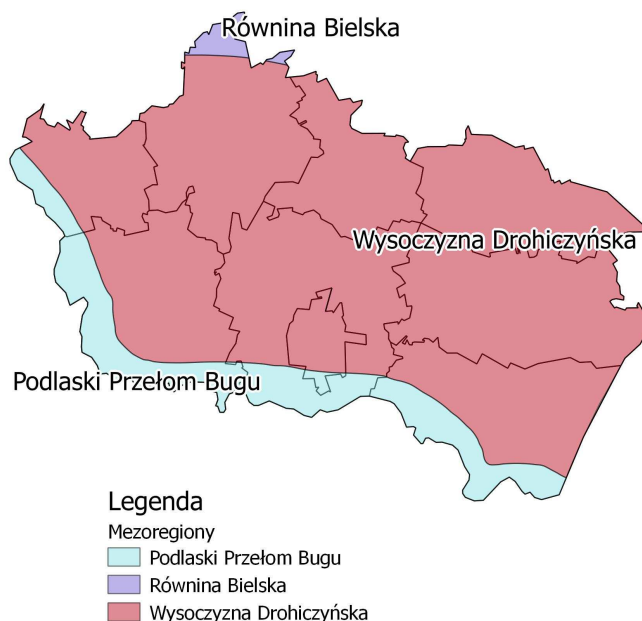 Równina Bielska
Wysoczyzna Drohiczyńska
Podlaski Przełom Bugu
Legenda
Mezoregiony
Podlaski Przełom Bugu
Równina Bielska
Wysoczyzna Drohiczyńska